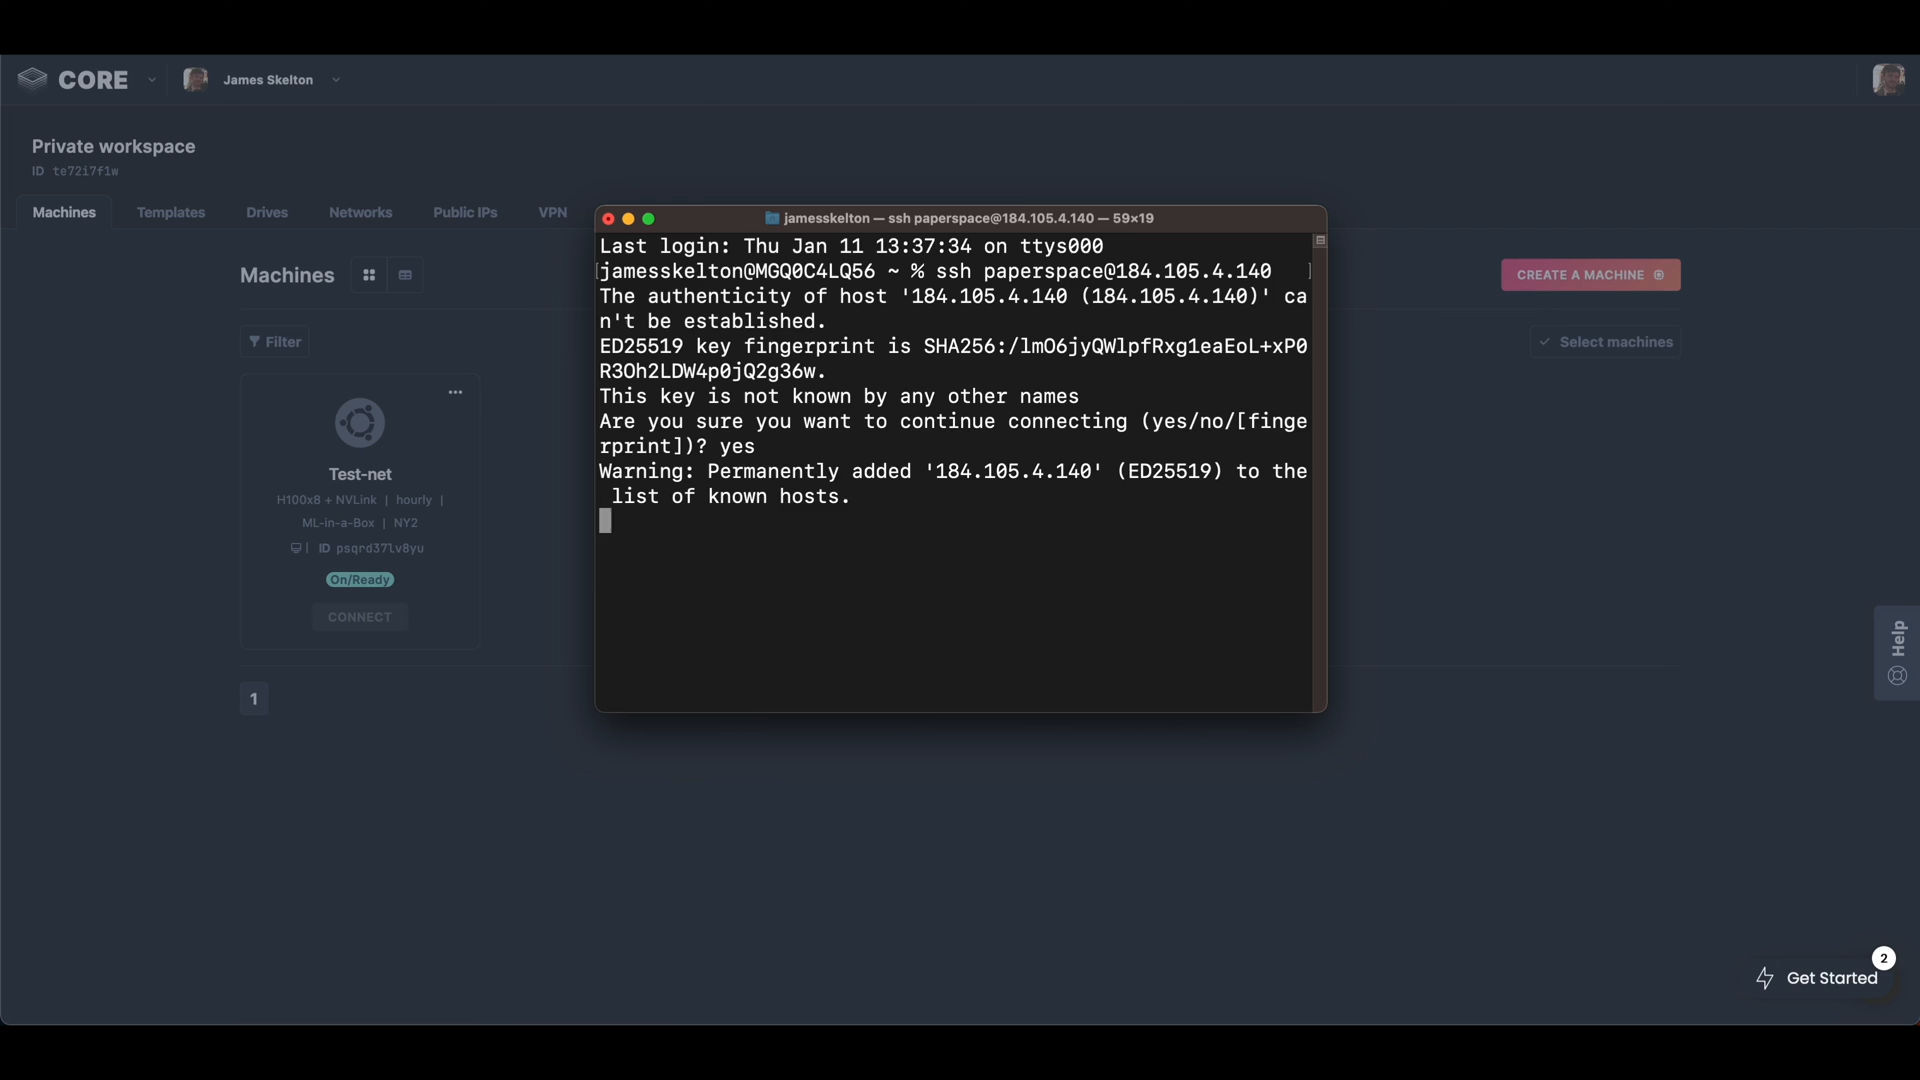 CORE
James Skelton
Private workspace
ID te72i7f1w
Machines
Templates
Drives
Networks
Public IPs
VPN
Machines
CREATE A MACHINE
Filter
Select machines
Test-net
H100x8 + NVLink | hourly |
ML-in-a-Box | NY2
| ID psqrd37lv8yu
On/Ready
CONNECT
1
jamesskelton — ssh paperspace@184.105.4.140 — 59×19
Last login: Thu Jan 11 13:37:34 on ttys000
[jamesskelton@MGQ0C4LQ56 ~ % ssh paperspace@184.105.4.140 ]
The authenticity of host '184.105.4.140 (184.105.4.140)' ca
n't be established.
ED25519 key fingerprint is SHA256:/lmO6jyQWlpfRxg1eaEoL+xP0
R3Oh2LDW4p0jQ2g36w.
This key is not known by any other names
Are you sure you want to continue connecting (yes/no/[finge
rprint])? yes
Warning: Permanently added '184.105.4.140' (ED25519) to the
 list of known hosts.
Help
2
Get Started